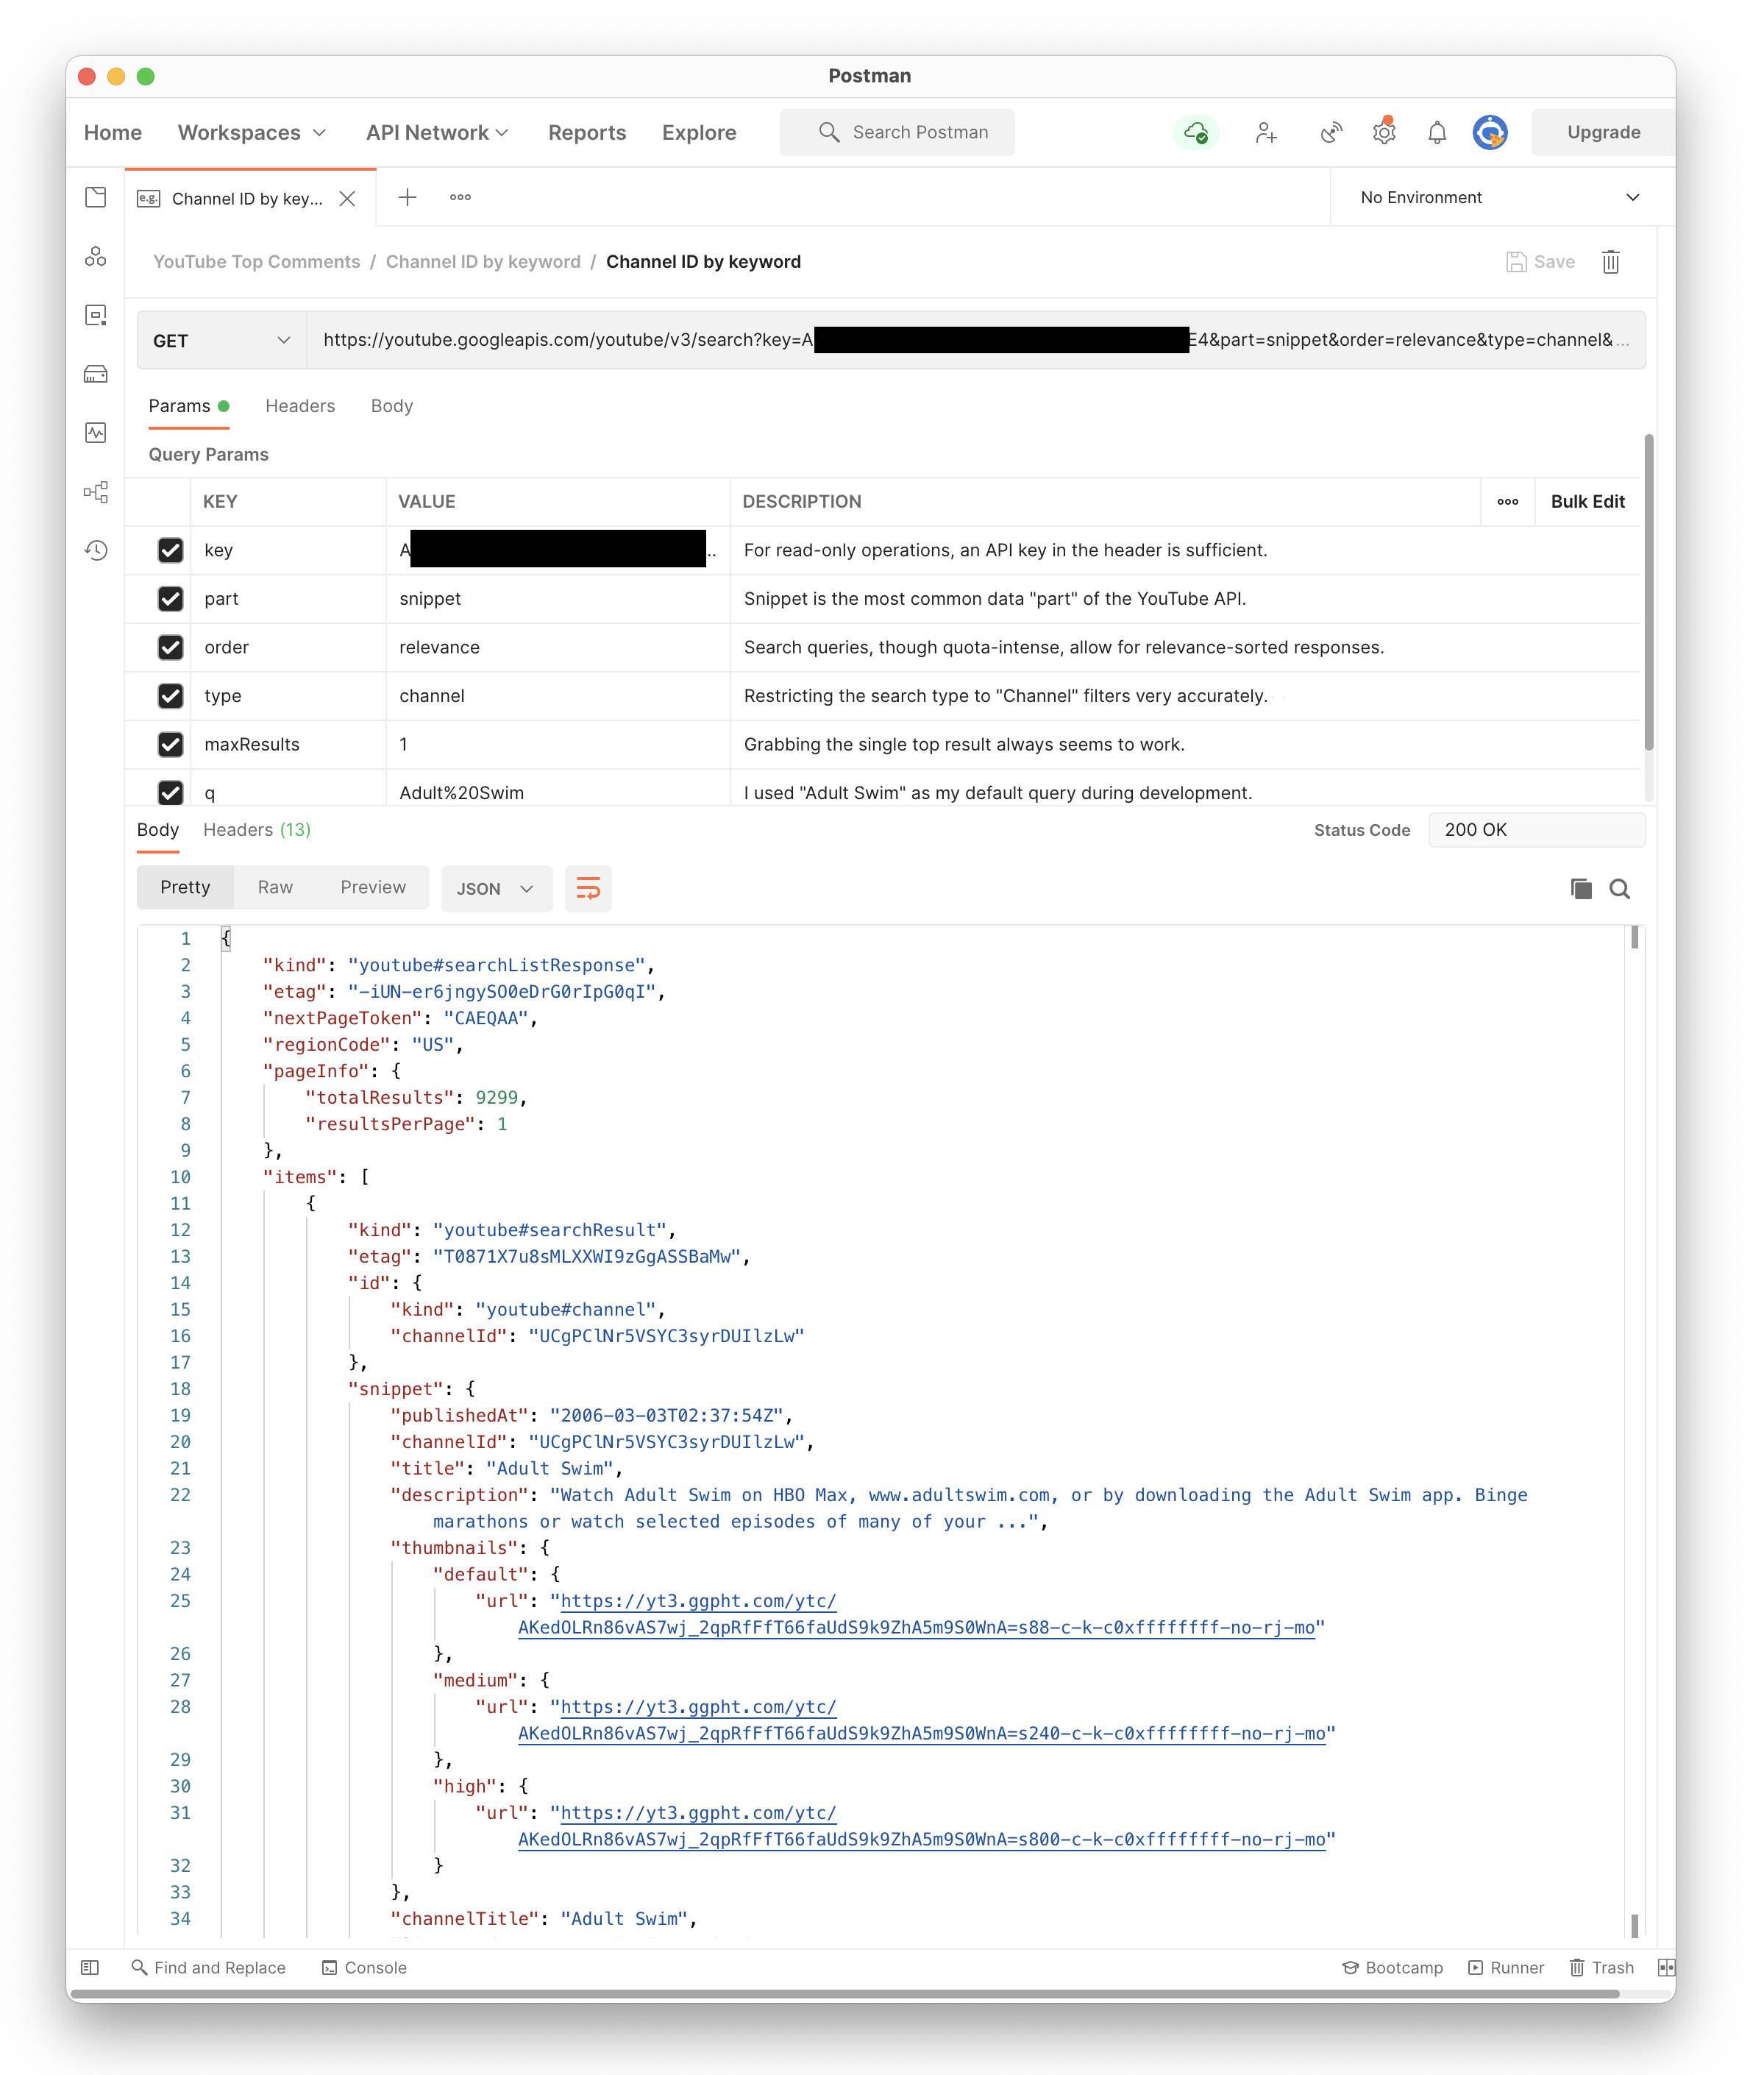 Postman
Home Workspaces API Network Reports Explore Search Postman Upgrade
e.g. Channel ID by key... No Environment
YouTube Top Comments / Channel ID by keyword / Channel ID by keyword Save
GET https://youtube.googleapis.com/youtube/v3/search?key=A E4&part=snippet&order=relevance&type=channel&...
Params Headers Body
Query Params
KEY VALUE DESCRIPTION Bulk Edit
key A .. For read-only operations, an API key in the header is sufficient.
part snippet Snippet is the most common data "part" of the YouTube API.
order relevance Search queries, though quota-intense, allow for relevance-sorted responses.
type channel Restricting the search type to "Channel" filters very accurately.
maxResults 1 Grabbing the single top result always seems to work.
q Adult%20Swim I used "Adult Swim" as my default query during development.
Body Headers (13) Status Code 200 OK
Pretty Raw Preview JSON
1 {
2 "kind": "youtube#searchListResponse",
3 "etag": "-iUN-er6jngySO0eDrG0rIpG0qI",
4 "nextPageToken": "CAEQAA",
5 "regionCode": "US",
6 "pageInfo": {
7 "totalResults": 9299,
8 "resultsPerPage": 1
9 },
10 "items": [
11 {
12 "kind": "youtube#searchResult",
13 "etag": "T0871X7u8sMLXXWI9zGgASSBaMw",
14 "id": {
15 "kind": "youtube#channel",
16 "channelId": "UCgPClNr5VSYC3syrDUIlzLw"
17 },
18 "snippet": {
19 "publishedAt": "2006-03-03T02:37:54Z",
20 "channelId": "UCgPClNr5VSYC3syrDUIlzLw",
21 "title": "Adult Swim",
22 "description": "Watch Adult Swim on HBO Max, www.adultswim.com, or by downloading the Adult Swim app. Binge
marathons or watch selected episodes of many of your ...",
23 "thumbnails": {
24 "default": {
25 "url": "https://yt3.ggpht.com/ytc/
AKedOLRn86vAS7wj_2qpRfFfT66faUdS9k9ZhA5m9S0WnA=s88-c-k-c0xffffffff-no-rj-mo"
26 },
27 "medium": {
28 "url": "https://yt3.ggpht.com/ytc/
AKedOLRn86vAS7wj_2qpRfFfT66faUdS9k9ZhA5m9S0WnA=s240-c-k-c0xffffffff-no-rj-mo"
29 },
30 "high": {
31 "url": "https://yt3.ggpht.com/ytc/
AKedOLRn86vAS7wj_2qpRfFfT66faUdS9k9ZhA5m9S0WnA=s800-c-k-c0xffffffff-no-rj-mo"
32 }
33 },
34 "channelTitle": "Adult Swim",
Find and Replace Console Bootcamp Runner Trash